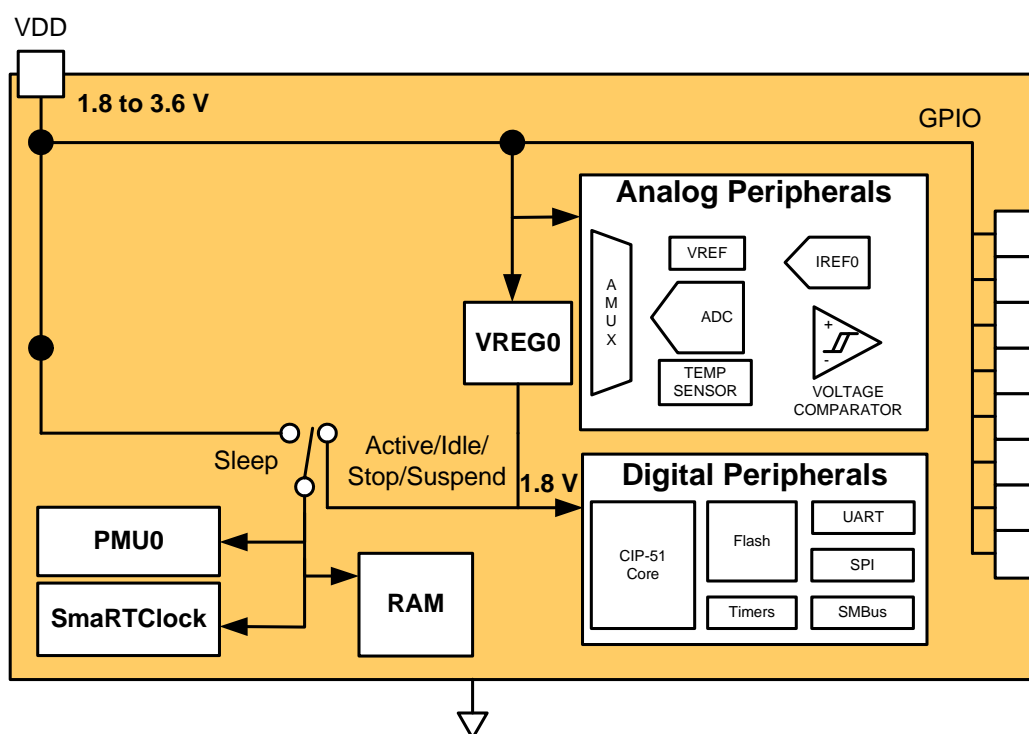 VDD
1.8 to 3.6 V
GPIO
Analog Peripherals
A
M
U
X
VREF
IREF0
ADC
+
-
TEMP
SENSOR
VOLTAGE
COMPARATOR
VREG0
Sleep
Active/Idle/
Stop/Suspend
1.8 V
Digital Peripherals
CIP-51
Core
Flash
Timers
UART
SPI
SMBus
PMU0
SmaRTClock
RAM